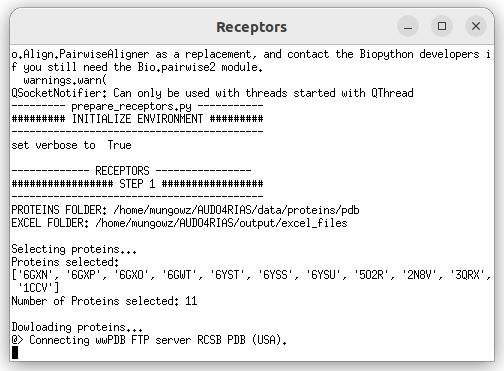 Receptors
o.Align.PairwiseAligner as a replacement, and contact the Biopython developers i
f you still need the Bio.pairwise2 module.
  warnings.warn(
QSocketNotifier: Can only be used with threads started with QThread
--------- prepare_receptors.py -----------
######### INITIALIZE ENVIRONMENT #########
------------------------------------------
set verbose to  True

------------- RECEPTORS ----------------
################# STEP 1 #################
------------------------------------------
PROTEINS FOLDER: /home/mungowz/AUDO4RIAS/data/proteins/pdb
EXCEL FOLDER: /home/mungowz/AUDO4RIAS/output/excel_files

Selecting proteins...
Proteins selected:
['6GXN', '6GXP', '6GXO', '6GWT', '6YST', '6YSS', '6YSU', '5O2R', '2N8V', '3QRX',
 '1CCV']
Number of Proteins selected: 11

Dowloading proteins...
@> Connecting wwPDB FTP server RCSB PDB (USA).